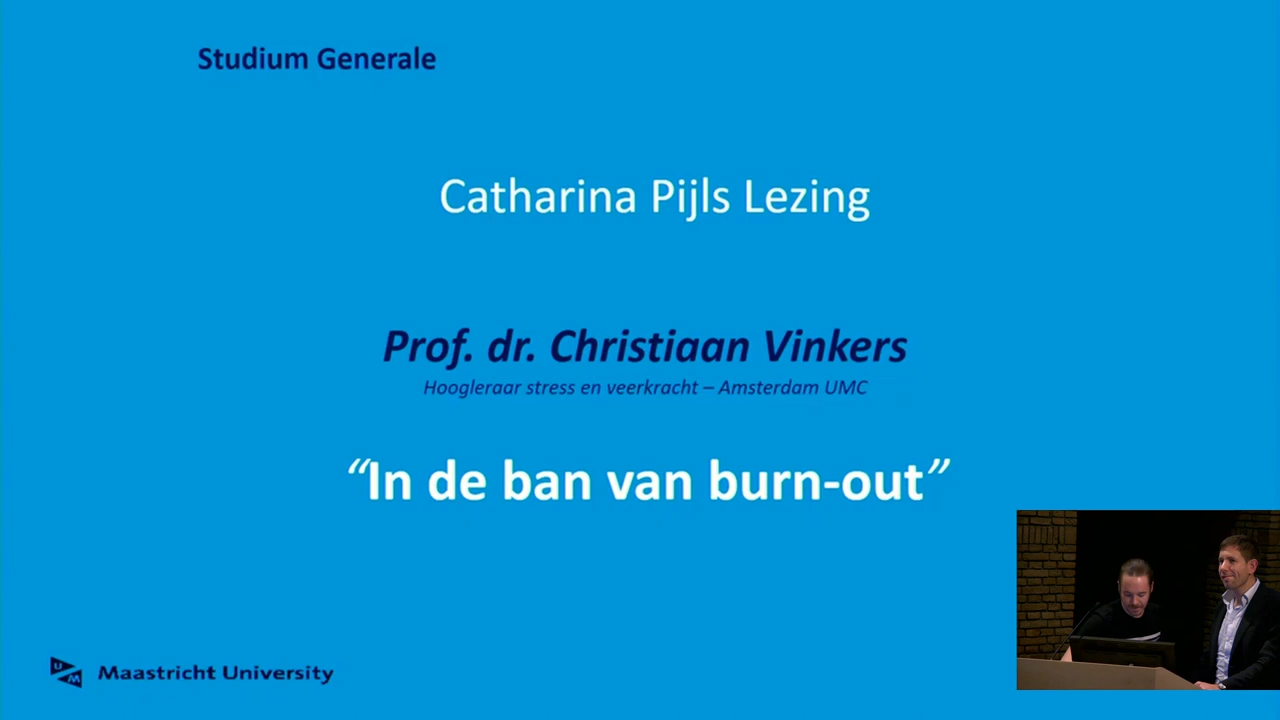 Studium Generale
Catharina Pijls Lezing
Prof. dr. Christiaan Vinkers
Hoogleraar stress en veerkracht – Amsterdam UMC
“In de ban van burn-out”
UM Maastricht University